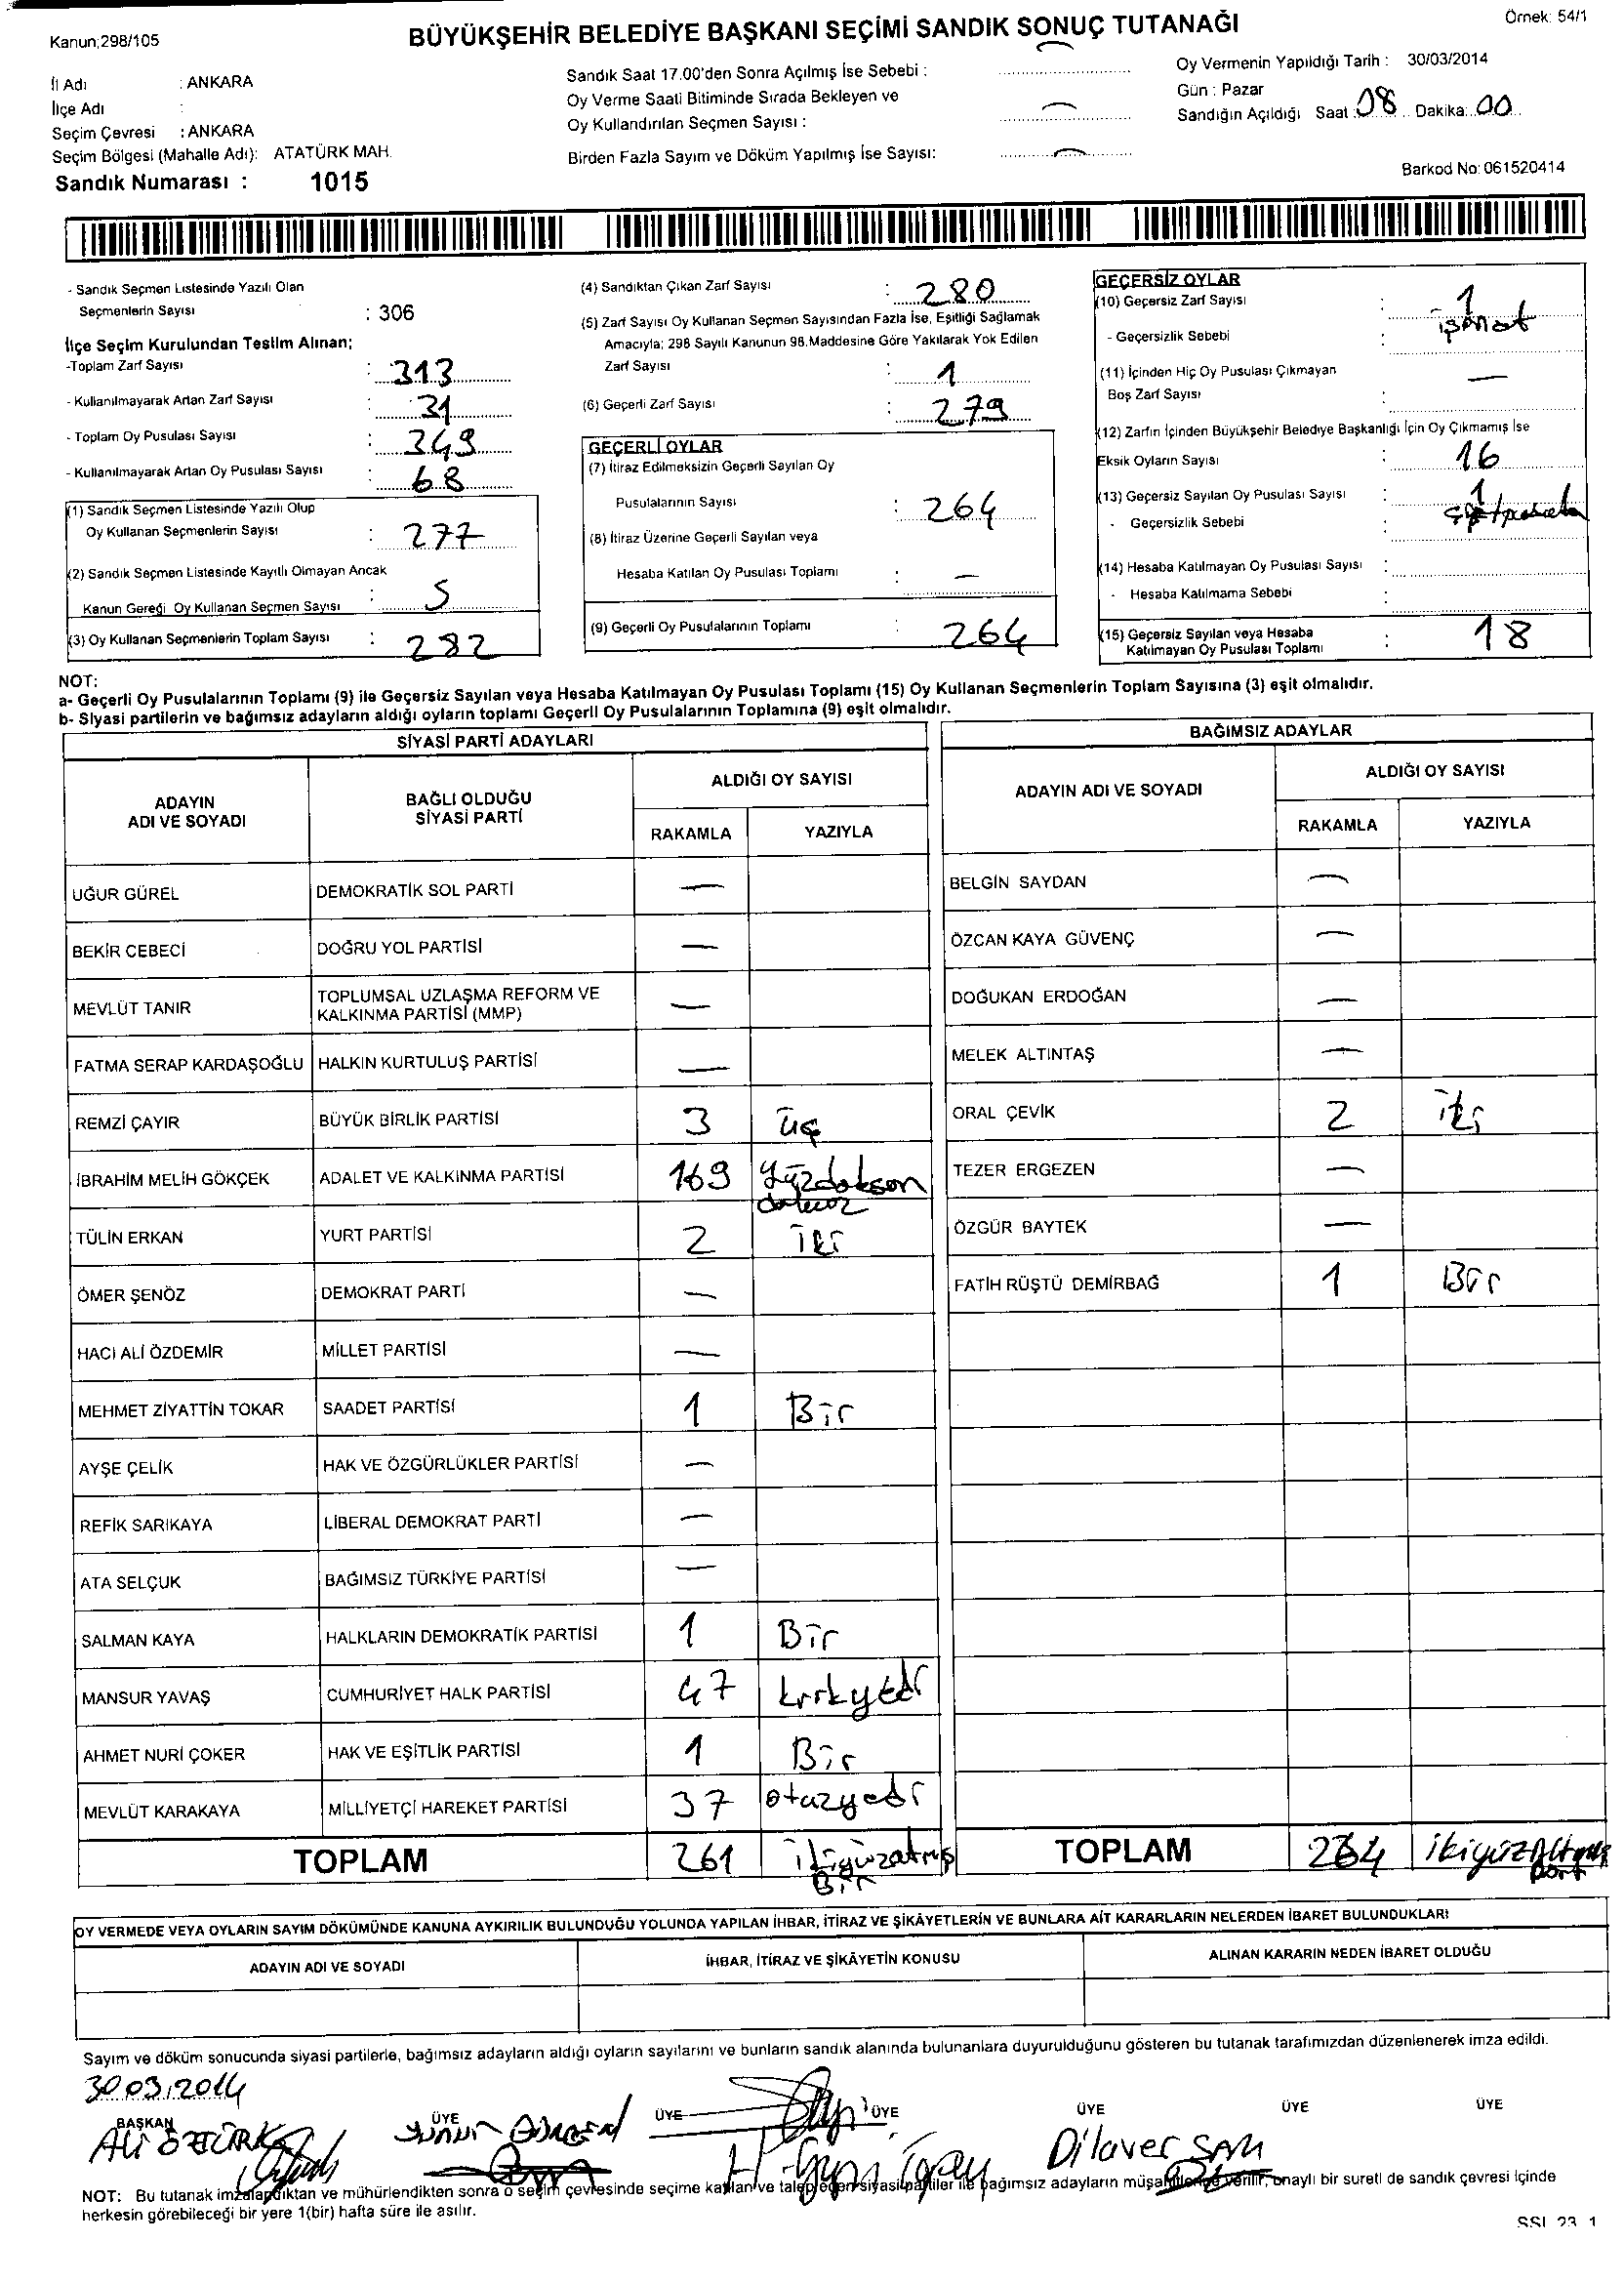 Kanun;298/105
BÜYÜKŞEHİR BELEDİYE BAŞKANI SEÇİMİ SANDIK SONUÇ TUTANAĞI
Örnek: 54/1
İl Adı : ANKARA
İlçe Adı :
Seçim Çevresi : ANKARA
Seçim Bölgesi (Mahalle Adı): ATATÜRK MAH.
Sandık Numarası : 1015
Sandık Saat 17.00'den Sonra Açılmış İse Sebebi : —
Oy Verme Saati Bitiminde Sırada Bekleyen ve
Oy Kullandırılan Seçmen Sayısı : —
Birden Fazla Sayım ve Döküm Yapılmış İse Sayısı: —
Oy Vermenin Yapıldığı Tarih : 30/03/2014
Gün : Pazar
Sandığın Açıldığı Saat : 08 Dakika: 00
Barkod No: 061520414
- Sandık Seçmen Listesinde Yazılı Olan
Seçmenlerin Sayısı : 306
İlçe Seçim Kurulundan Teslim Alınan;
-Toplam Zarf Sayısı : 313
- Kullanılmayarak Artan Zarf Sayısı : 31
- Toplam Oy Pusulası Sayısı : 349
- Kullanılmayarak Artan Oy Pusulası Sayısı : 68
(1) Sandık Seçmen Listesinde Yazılı Olup
Oy Kullanan Seçmenlerin Sayısı : 277
(2) Sandık Seçmen Listesinde Kayıtlı Olmayan Ancak
Kanun Gereği Oy Kullanan Seçmen Sayısı : 5
(3) Oy Kullanan Seçmenlerin Toplam Sayısı : 282
(4) Sandıktan Çıkan Zarf Sayısı : 280
(5) Zarf Sayısı Oy Kullanan Seçmen Sayısından Fazla İse, Eşitliği Sağlamak
Amacıyla; 298 Sayılı Kanunun 98.Maddesine Göre Yakılarak Yok Edilen
Zarf Sayısı : 1
(6) Geçerli Zarf Sayısı : 279
GEÇERLİ OYLAR
(7) İtiraz Edilmeksizin Geçerli Sayılan Oy
Pusulalarının Sayısı : 264
(8) İtiraz Üzerine Geçerli Sayılan veya
Hesaba Katılan Oy Pusulası Toplamı : —
(9) Geçerli Oy Pusulalarının Toplamı : 264
GEÇERSİZ OYLAR
(10) Geçersiz Zarf Sayısı : 1
- Geçersizlik Sebebi :
(11) İçinden Hiç Oy Pusulası Çıkmayan
Boş Zarf Sayısı : —
(12) Zarfın İçinden Büyükşehir Belediye Başkanlığı İçin Oy Çıkmamış İse
Eksik Oyların Sayısı : 16
(13) Geçersiz Sayılan Oy Pusulası Sayısı : 1
- Geçersizlik Sebebi :
(14) Hesaba Katılmayan Oy Pusulası Sayısı :
- Hesaba Katılmama Sebebi :
(15) Geçersiz Sayılan veya Hesaba
Katılmayan Oy Pusulası Toplamı : 18
NOT:
a- Geçerli Oy Pusulalarının Toplamı (9) ile Geçersiz Sayılan veya Hesaba Katılmayan Oy Pusulası Toplamı (15) Oy Kullanan Seçmenlerin Toplam Sayısına (3) eşit olmalıdır.
b- Siyasi partilerin ve bağımsız adayların aldığı oyların toplamı Geçerli Oy Pusulalarının Toplamına (9) eşit olmalıdır.
SİYASİ PARTİ ADAYLARI
ADAYIN ADI VE SOYADI BAĞLI OLDUĞU SİYASİ PARTİ ALDIĞI OY SAYISI
RAKAMLA YAZIYLA
UĞUR GÜREL DEMOKRATİK SOL PARTİ —
BEKİR CEBECİ DOĞRU YOL PARTİSİ —
MEVLÜT TANIR TOPLUMSAL UZLAŞMA REFORM VE KALKINMA PARTİSİ (MMP) —
FATMA SERAP KARDAŞOĞLU HALKIN KURTULUŞ PARTİSİ —
REMZİ ÇAYIR BÜYÜK BİRLİK PARTİSİ 3 üç
İBRAHİM MELİH GÖKÇEK ADALET VE KALKINMA PARTİSİ 169
TÜLİN ERKAN YURT PARTİSİ 2 iki
ÖMER ŞENÖZ DEMOKRAT PARTİ —
HACI ALİ ÖZDEMİR MİLLET PARTİSİ —
MEHMET ZİYATTİN TOKAR SAADET PARTİSİ 1 Bir
AYŞE ÇELİK HAK VE ÖZGÜRLÜKLER PARTİSİ —
REFİK SARIKAYA LİBERAL DEMOKRAT PARTİ —
ATA SELÇUK BAĞIMSIZ TÜRKİYE PARTİSİ —
SALMAN KAYA HALKLARIN DEMOKRATİK PARTİSİ 1 Bir
MANSUR YAVAŞ CUMHURİYET HALK PARTİSİ 47 kırkyedi
AHMET NURİ ÇOKER HAK VE EŞİTLİK PARTİSİ 1 Bir
MEVLÜT KARAKAYA MİLLİYETÇİ HAREKET PARTİSİ 37 otuzyedi
TOPLAM 261 ikiyüzatmış Bir
BAĞIMSIZ ADAYLAR
ADAYIN ADI VE SOYADI ALDIĞI OY SAYISI
RAKAMLA YAZIYLA
BELGİN SAYDAN —
ÖZCAN KAYA GÜVENÇ —
DOĞUKAN ERDOĞAN —
MELEK ALTINTAŞ —
ORAL ÇEVİK 2 iki
TEZER ERGEZEN —
ÖZGÜR BAYTEK —
FATİH RÜŞTÜ DEMİRBAĞ 1 Bir
TOPLAM 264
OY VERMEDE VEYA OYLARIN SAYIM DÖKÜMÜNDE KANUNA AYKIRILIK BULUNDUĞU YOLUNDA YAPILAN İHBAR, İTİRAZ VE ŞİKÂYETLERİN VE BUNLARA AİT KARARLARIN NELERDEN İBARET BULUNDUKLARI
ADAYIN ADI VE SOYADI İHBAR, İTİRAZ VE ŞİKÂYETİN KONUSU ALINAN KARARIN NEDEN İBARET OLDUĞU
Sayım ve döküm sonucunda siyasi partilerle, bağımsız adayların aldığı oyların sayılarını ve bunların sandık alanında bulunanlara duyurulduğunu gösteren bu tutanak tarafımızdan düzenlenerek imza edildi.
30.03.2014
BAŞKAN ÜYE ÜYE ÜYE ÜYE ÜYE ÜYE
ALİ ÖZTÜRK
Dilaver
NOT: Bu tutanak imzalandıktan ve mühürlendikten sonra o seçim çevresinde seçime katılan ve talep eden siyasi partiler ile bağımsız adayların müşahitlerine verilir, onaylı bir sureti de sandık çevresi içinde
herkesin görebileceği bir yere 1(bir) hafta süre ile asılır.